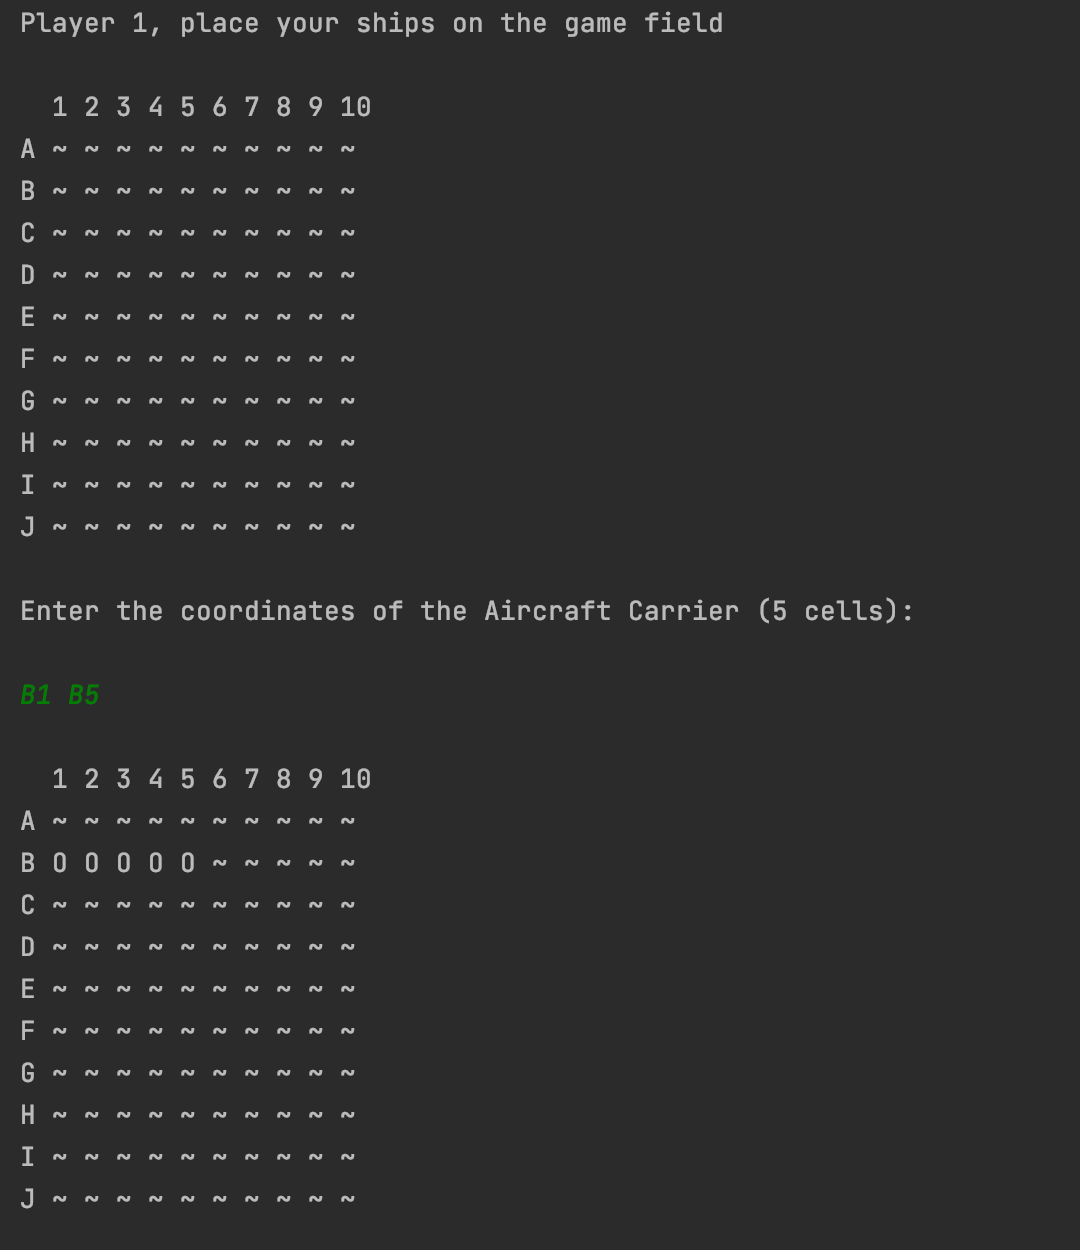 Player 1, place your ships on the game field
  1 2 3 4 5 6 7 8 9 10
A ~ ~ ~ ~ ~ ~ ~ ~ ~ ~
B ~ ~ ~ ~ ~ ~ ~ ~ ~ ~
C ~ ~ ~ ~ ~ ~ ~ ~ ~ ~
D ~ ~ ~ ~ ~ ~ ~ ~ ~ ~
E ~ ~ ~ ~ ~ ~ ~ ~ ~ ~
F ~ ~ ~ ~ ~ ~ ~ ~ ~ ~
G ~ ~ ~ ~ ~ ~ ~ ~ ~ ~
H ~ ~ ~ ~ ~ ~ ~ ~ ~ ~
I ~ ~ ~ ~ ~ ~ ~ ~ ~ ~
J ~ ~ ~ ~ ~ ~ ~ ~ ~ ~
Enter the coordinates of the Aircraft Carrier (5 cells):
B1 B5
  1 2 3 4 5 6 7 8 9 10
A ~ ~ ~ ~ ~ ~ ~ ~ ~ ~
B O O O O O ~ ~ ~ ~ ~
C ~ ~ ~ ~ ~ ~ ~ ~ ~ ~
D ~ ~ ~ ~ ~ ~ ~ ~ ~ ~
E ~ ~ ~ ~ ~ ~ ~ ~ ~ ~
F ~ ~ ~ ~ ~ ~ ~ ~ ~ ~
G ~ ~ ~ ~ ~ ~ ~ ~ ~ ~
H ~ ~ ~ ~ ~ ~ ~ ~ ~ ~
I ~ ~ ~ ~ ~ ~ ~ ~ ~ ~
J ~ ~ ~ ~ ~ ~ ~ ~ ~ ~